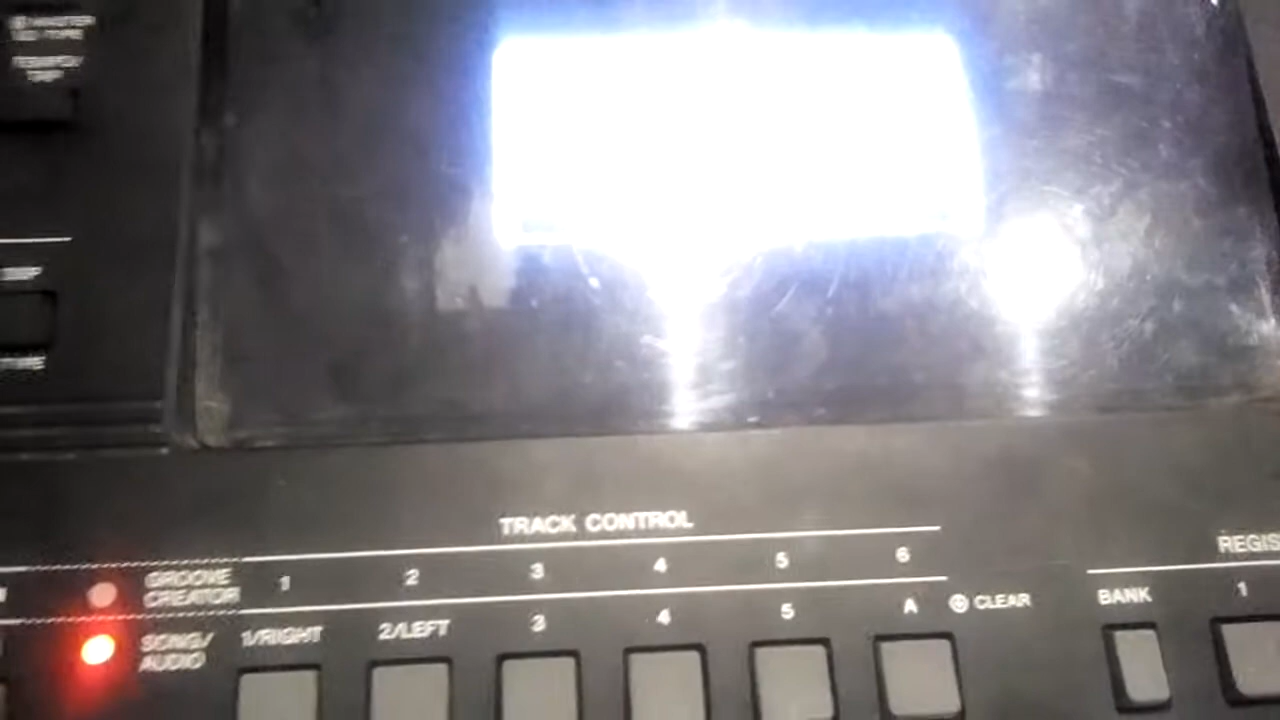 TRACK CONTROL
GROOVE CREATOR 1 2 3 4 5 6
SONG/ AUDIO 1/RIGHT 2/LEFT 3 4 5 A CLEAR
BANK 1